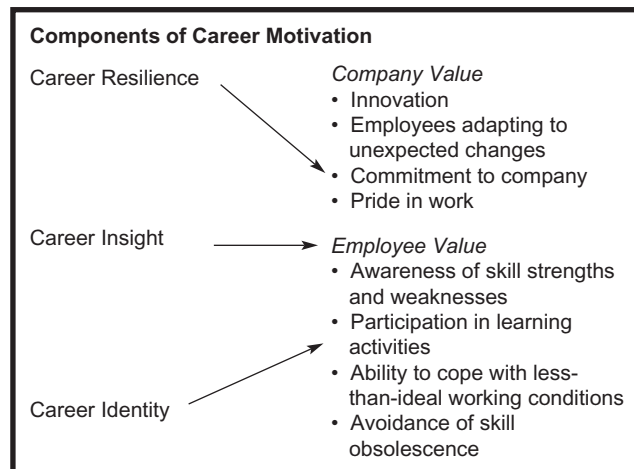 Components of Career Motivation
Career Resilience
Company Value
• Innovation
• Employees adapting to
unexpected changes
• Commitment to company
• Pride in work
Career Insight
Employee Value
• Awareness of skill strengths
and weaknesses
• Participation in learning
activities
• Ability to cope with less-
than-ideal working conditions
Career Identity
• Avoidance of skill
obsolescence